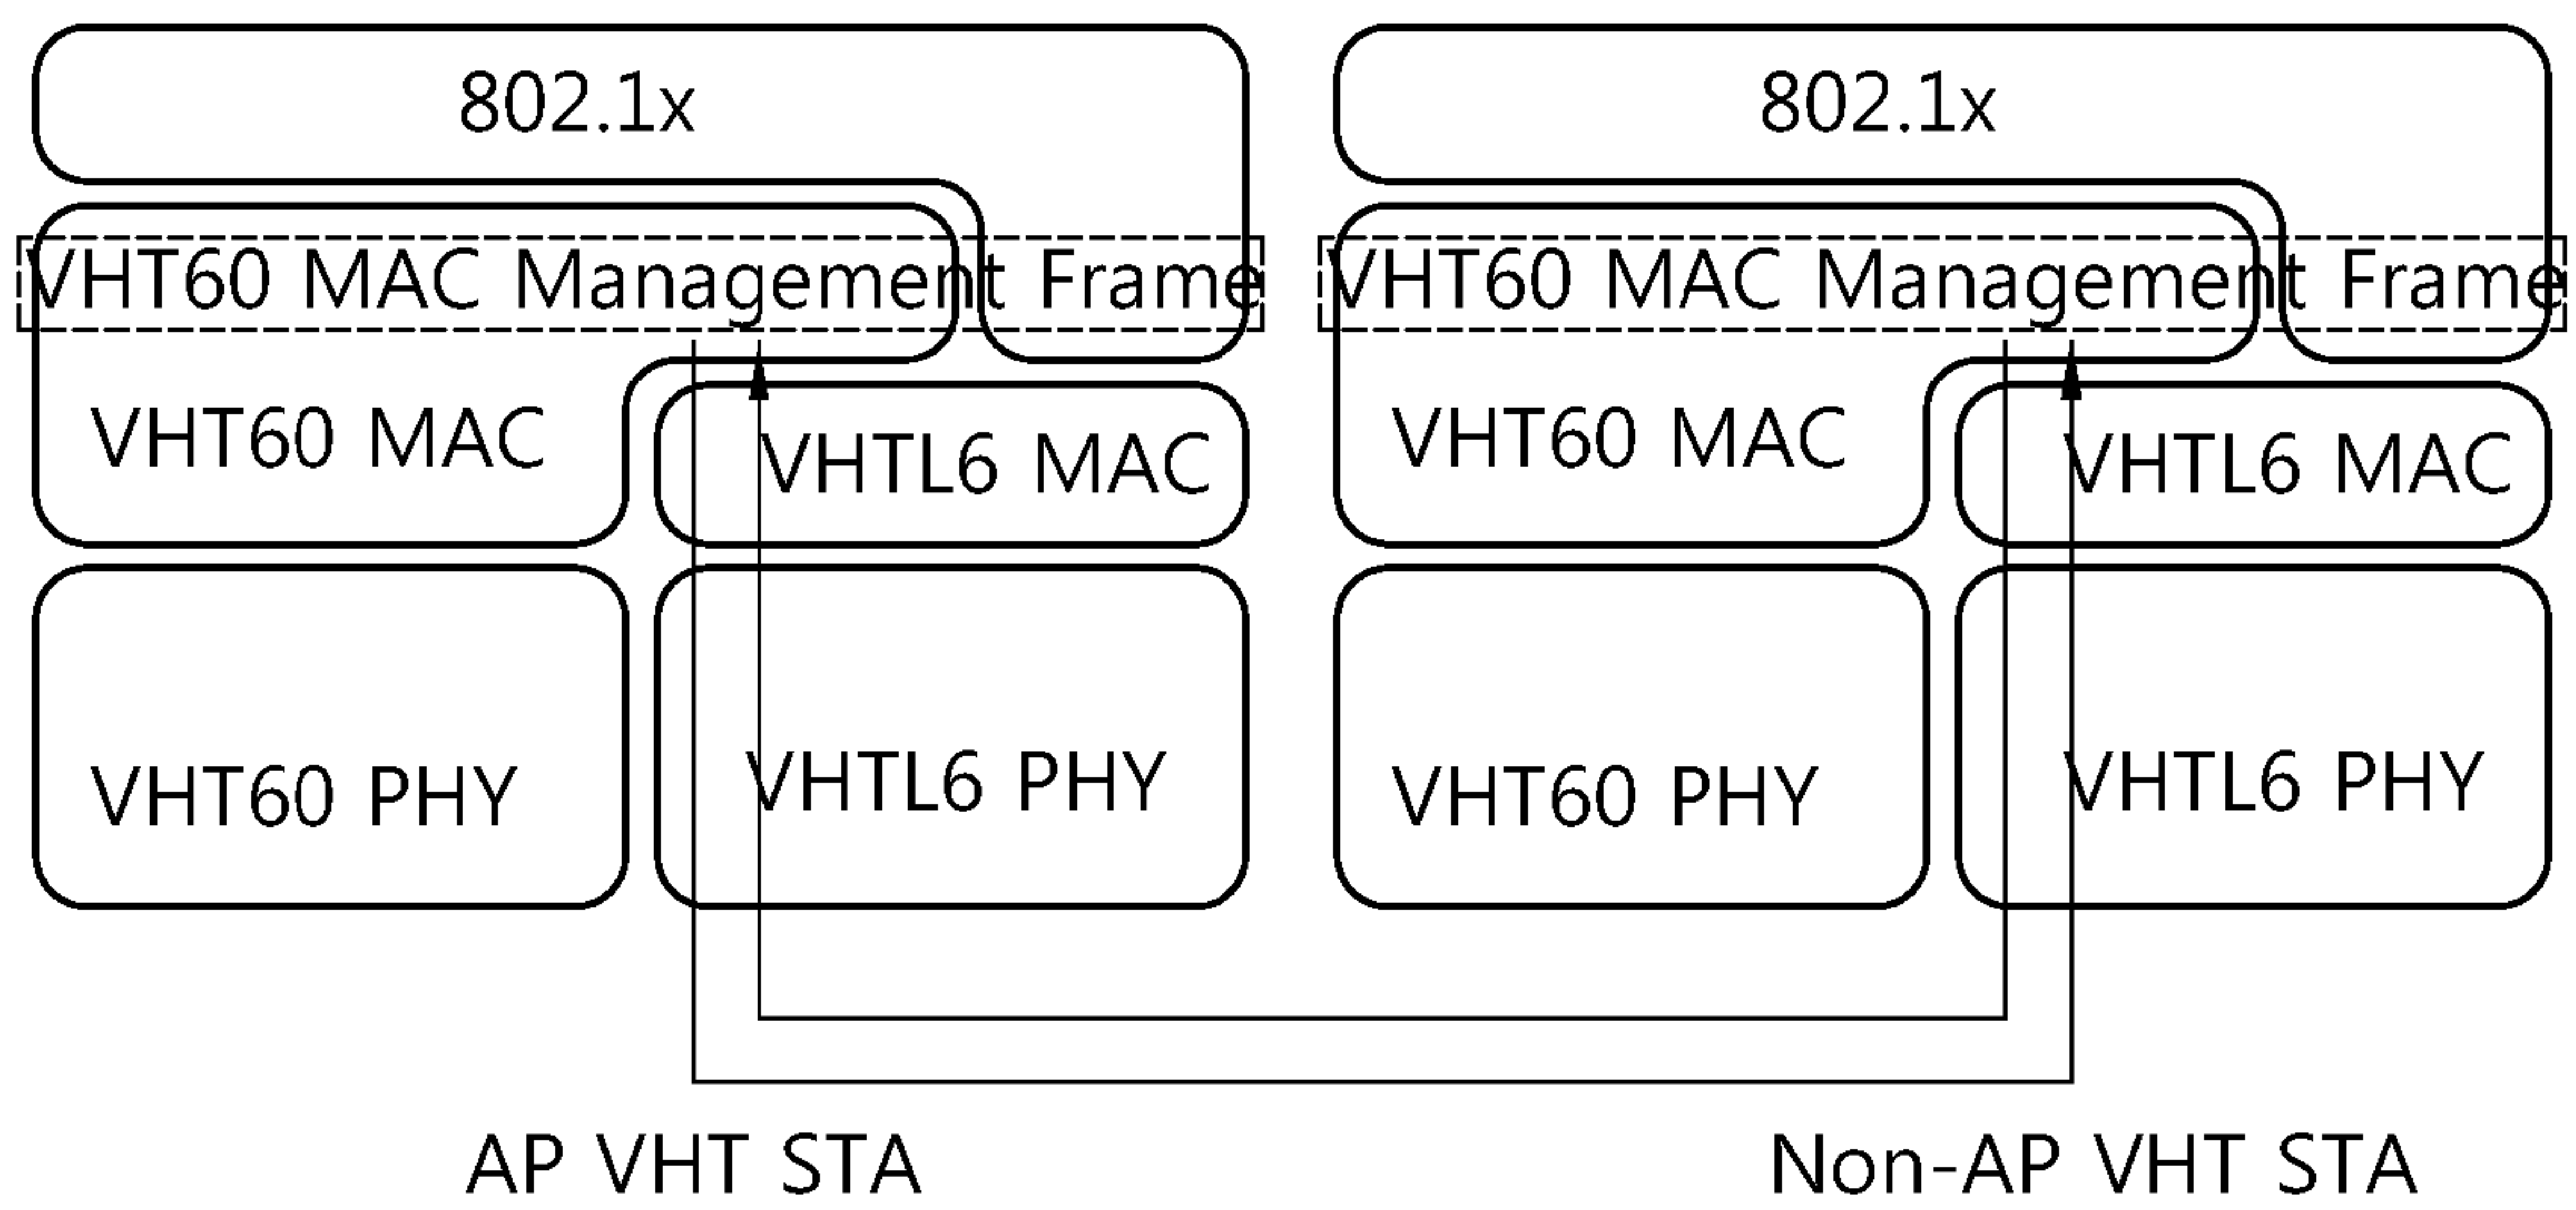 802.1x
VHT60 MAC Management Frame
VHT60 MAC
VHTL6 MAC
VHT60 PHY
VHTL6 PHY
AP VHT STA
802.1x
VHT60 MAC Management Frame
VHT60 MAC
VHTL6 MAC
VHT60 PHY
VHTL6 PHY
Non-AP VHT STA